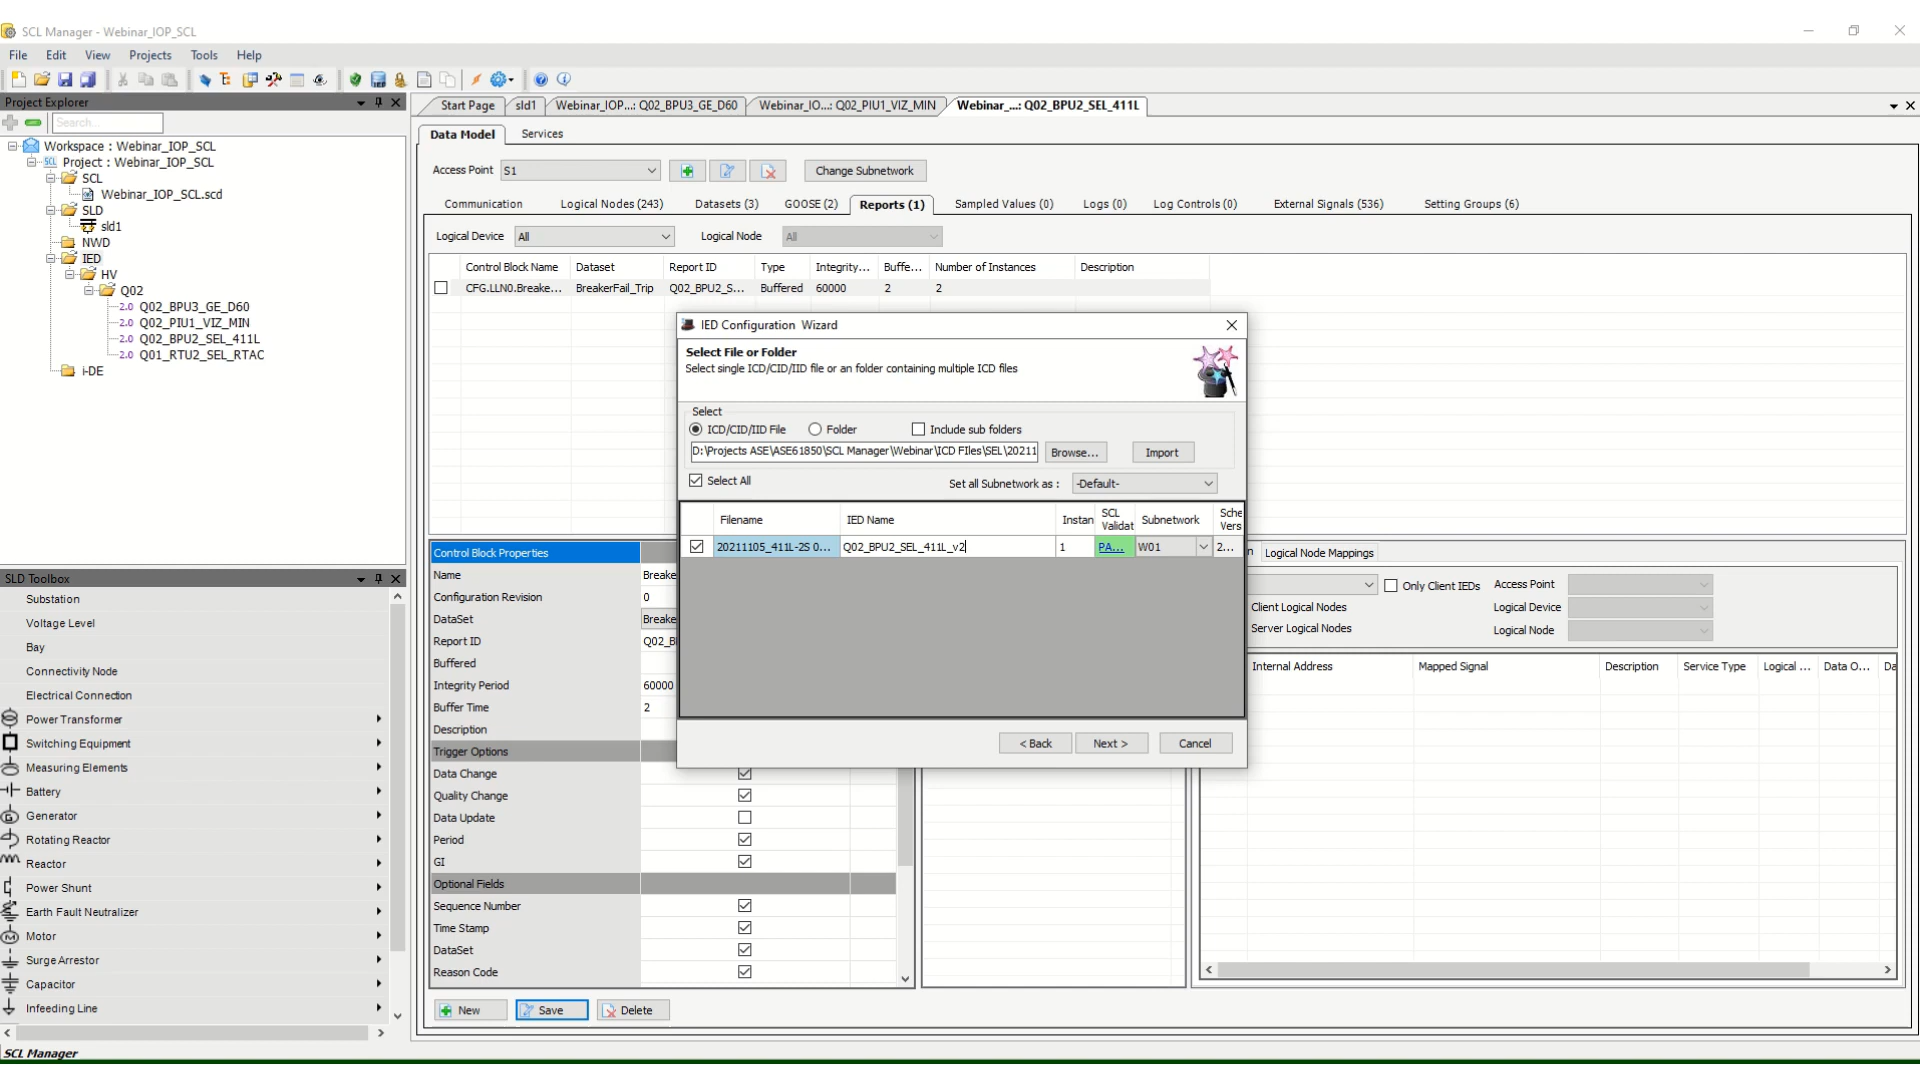 SCL Manager - Webinar_IOP_SCL
File Edit View Projects Tools Help
Project Explorer
Search...
Workspace : Webinar_IOP_SCL
Project : Webinar_IOP_SCL
SCL
Webinar_IOP_SCL.scd
SLD
sld1
NWD
IED
HV
Q02
2.0 Q02_BPU3_GE_D60
2.0 Q02_PIU1_VIZ_MIN
2.0 Q02_BPU2_SEL_411L
2.0 Q01_RTU2_SEL_RTAC
i-DE
SLD Toolbox
Substation
Voltage Level
Bay
Connectivity Node
Electrical Connection
Power Transformer
Switching Equipment
Measuring Elements
Battery
Generator
Rotating Reactor
Reactor
Power Shunt
Earth Fault Neutralizer
Motor
Surge Arrestor
Capacitor
Infeeding Line
SCL Manager
Start Page sld1 Webinar_IOP...: Q02_BPU3_GE_D60 Webinar_IO...: Q02_PIU1_VIZ_MIN Webinar_...: Q02_BPU2_SEL_411L
Data Model Services
Access Point S1 Change Subnetwork
Communication Logical Nodes (243) Datasets (3) GOOSE (2) Reports (1) Sampled Values (0) Logs (0) Log Controls (0) External Signals (536) Setting Groups (6)
Logical Device All Logical Node All
Control Block Name Dataset Report ID Type Integrity... Buffe... Number of Instances Description
CFG.LLN0.Breake... BreakerFail_Trip Q02_BPU2_S... Buffered 60000 2 2
IED Configuration Wizard
Select File or Folder
Select single ICD/CID/IID file or an folder containing multiple ICD files
Select
ICD/CID/IID File Folder Include sub folders
D:\Projects ASE\ASE61850\SCL Manager\Webinar\ICD FIles\SEL\20211 Browse... Import
Select All Set all Subnetwork as : -Default-
Filename IED Name Instan SCL Validat Subnetwork Sche Vers
20211105_411L-2S 0... Q02_BPU2_SEL_411L_v2 1 PA... W01 2...
< Back Next > Cancel
Control Block Properties
Name Breake
Configuration Revision 0
DataSet Breake
Report ID Q02_B
Buffered
Integrity Period 60000
Buffer Time 2
Description
Trigger Options
Data Change
Quality Change
Data Update
Period
GI
Optional Fields
Sequence Number
Time Stamp
DataSet
Reason Code
New Save Delete
n Logical Node Mappings
Only Client IEDs Access Point
Client Logical Nodes Logical Device
Server Logical Nodes Logical Node
Internal Address Mapped Signal Description Service Type Logical ... Data O... Da